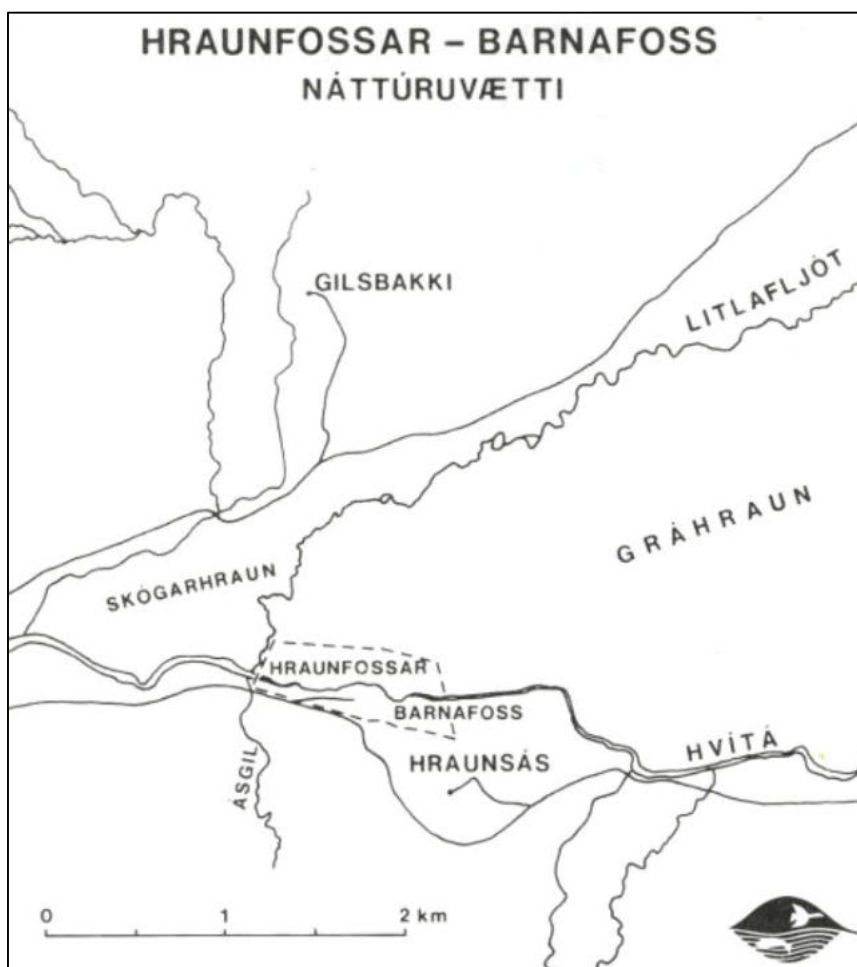 HRAUNFOSSAR – BARNAFOSS
NÁTTÚRUVÆTTI
GILSBAKKI
LITLAFLJÓT
GRÁHRAUN
SKÓGARHRAUN
HRAUNFOSSAR
BARNAFOSS
HVÍTÁ
HRAUNSÁS
ÁSGIL
0 1 2 km